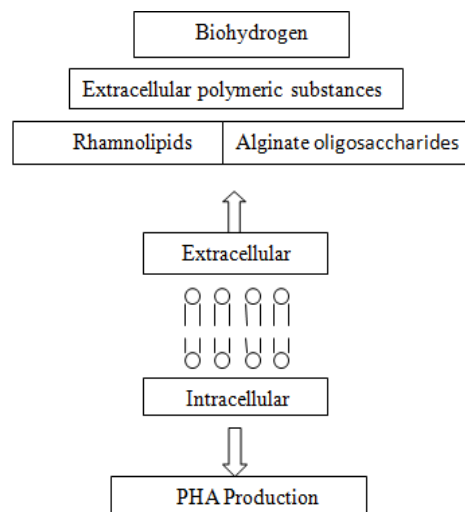 Biohydrogen
Extracellular polymeric substances
Rhamnolipids
Alginate oligosaccharides
Extracellular
Intracellular
PHA Production